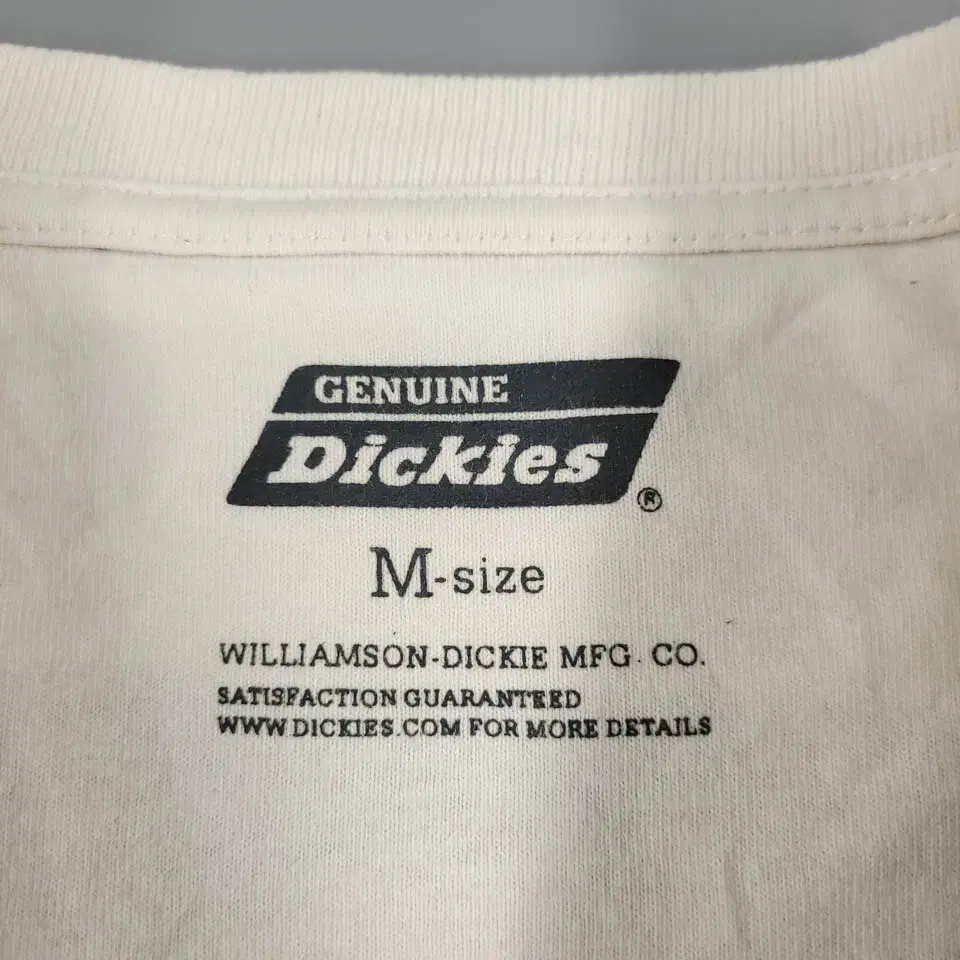 GENUINE
Dickies ®
M-size
WILLIAMSON-DICKIE MFG. CO.
SATISFACTION GUARANTEED
WWW.DICKIES.COM FOR MORE DETAILS